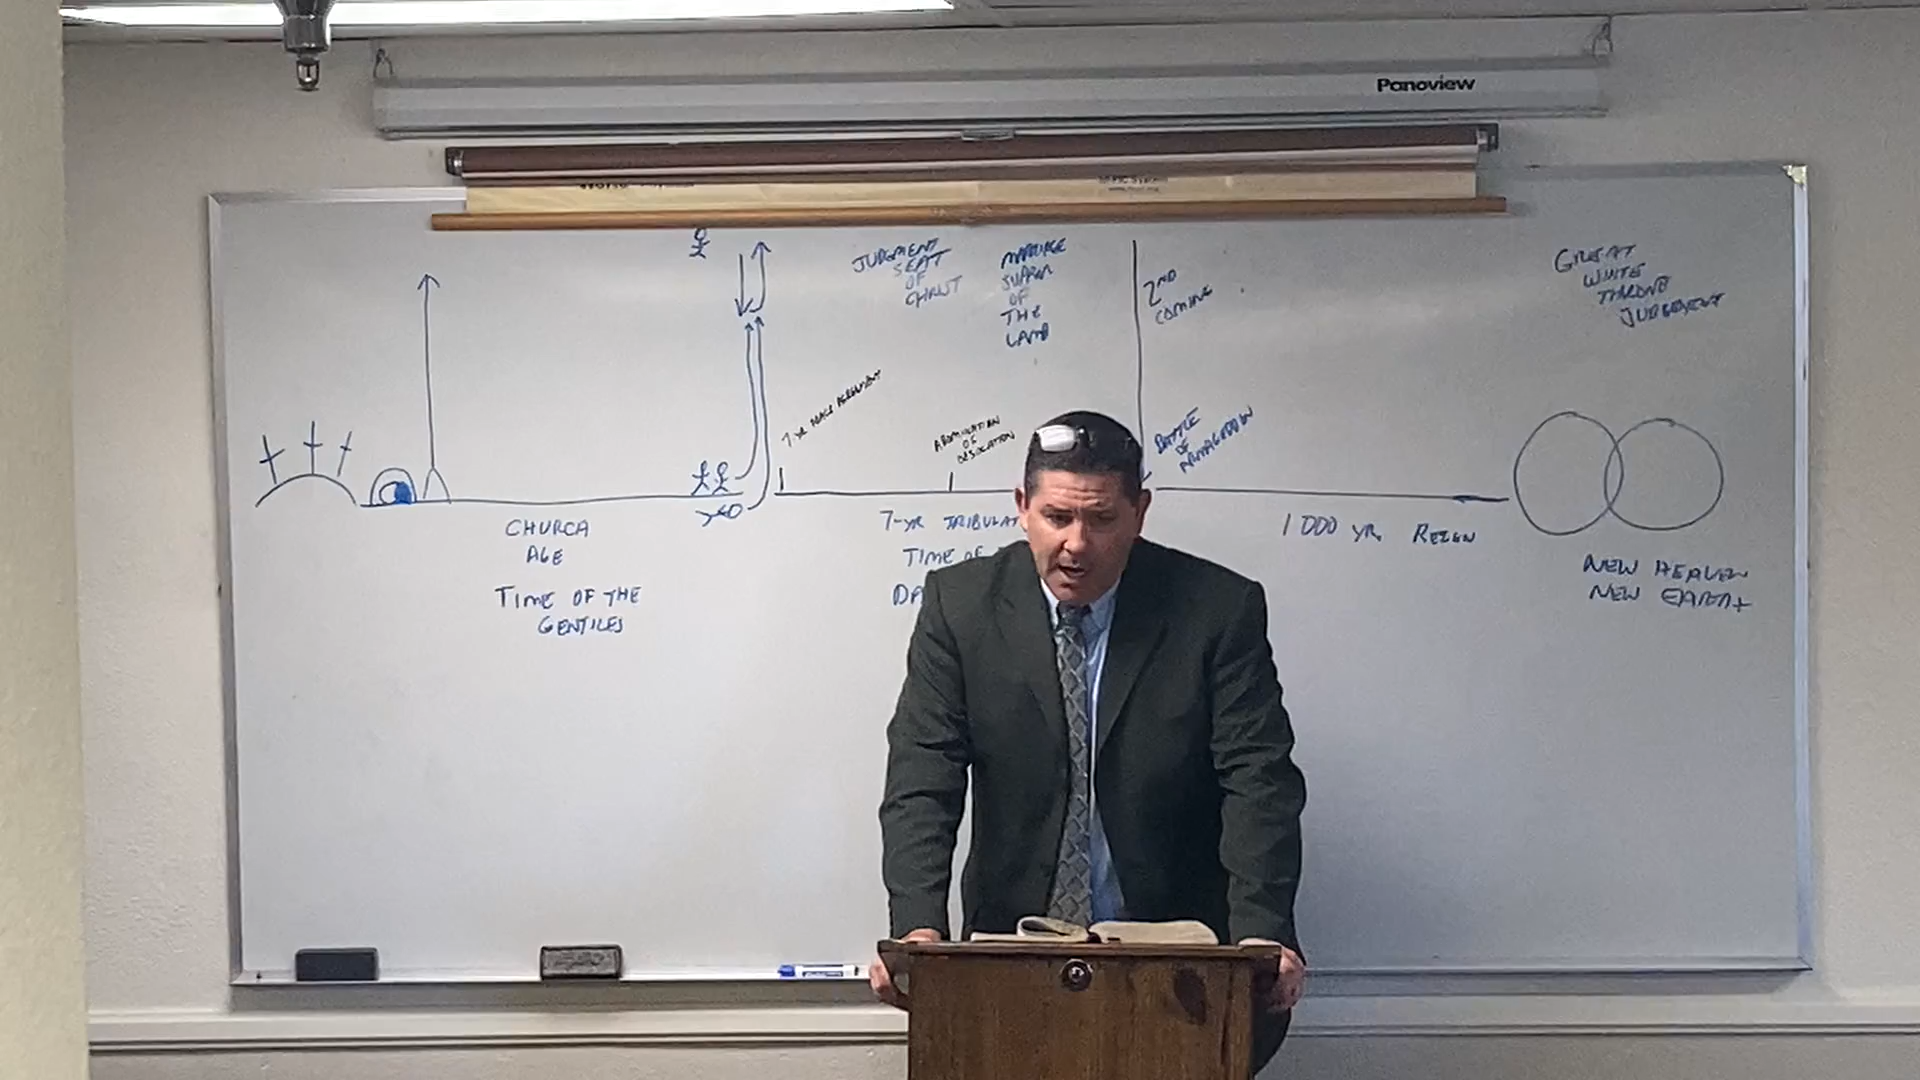 Panoview
JUDGMENT
SEAT
OF
CHRIST
MARRIAGE
SUPPER
OF
THE
LAMB
2ND
COMING
GREAT
WHITE
THRONE
JUDGEMENT
7-YR PEACE AGREEMENT
ABOMINATION
OF
DESOLATION
BATTLE
OF
ARMAGEDDON
CHURCH
AGE
TIME OF THE
GENTILES
7-YR TRIBULAT
TIME OF
DA
1000 YR. REIGN
NEW HEAVEN
NEW EARTH